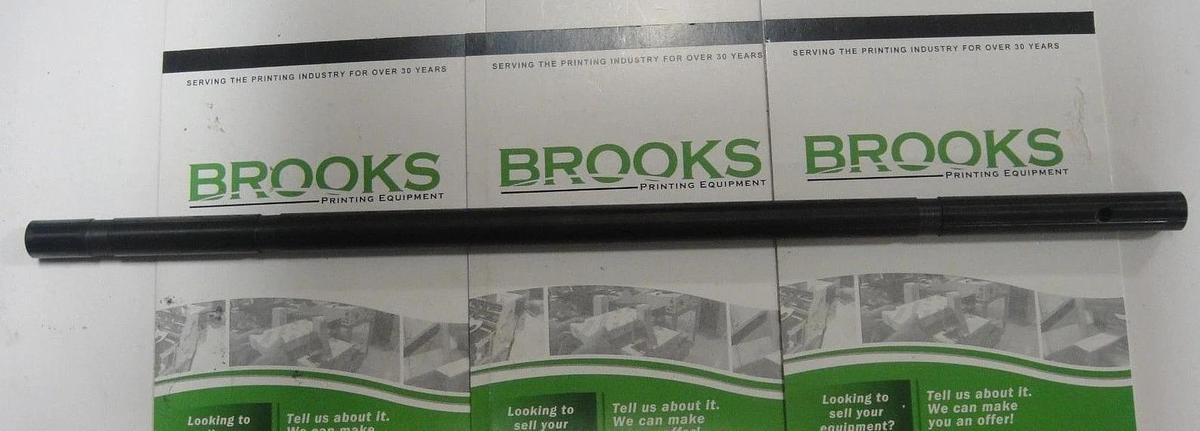 SERVING THE PRINTING INDUSTRY FOR OVER 30 YEARS
BROOKS
PRINTING EQUIPMENT
Looking to
Tell us about it.
We can make
SERVING THE PRINTING INDUSTRY FOR OVER 30 YEARS
BROOKS
PRINTING EQUIPMENT
Looking to
sell your
Tell us about it.
We can make
SERVING THE PRINTING INDUSTRY FOR OVER 30 YEARS
BROOKS
PRINTING EQUIPMENT
Looking to
sell your
equipment?
Tell us about it.
We can make
you an offer!